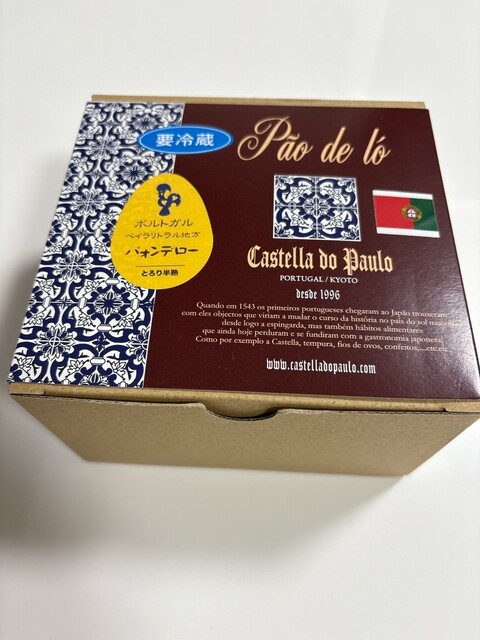 要冷蔵
Pão de ló
ポルトガル
ベイラリトラル地方
パォンデロー
とろり半熟
Castella do Paulo
PORTUGAL / KYOTO
desde 1996
Quando em 1543 os primeiros portugueses chegaram ao Japão trouxeram
com eles objectos que viriam a mudar o curso da história no país do sol nascente
desde logo a espingarda, mas também hábitos alimentares
que ainda hoje perduram e se fundiram com a gastronomia japonesa,
Como por exemplo a Castella, tempura, fios de ovos, confeitos,...etc.etc.
www.castelladopaulo.com